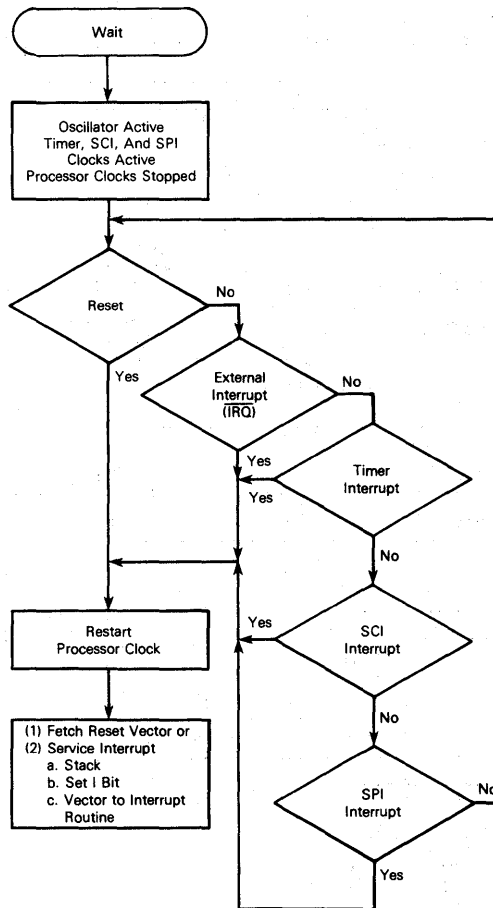 Wait
Oscillator Active
Timer, SCI, And SPI
Clocks Active
Processor Clocks Stopped
Reset
No
Yes
External
Interrupt
(IRQ)
No
Yes
Timer
Interrupt
Yes
No
SCI
Interrupt
Yes
No
Restart
Processor Clock
(1) Fetch Reset Vector or
(2) Service Interrupt
a. Stack
b. Set I Bit
c. Vector to Interrupt
Routine
SPI
Interrupt
No
Yes